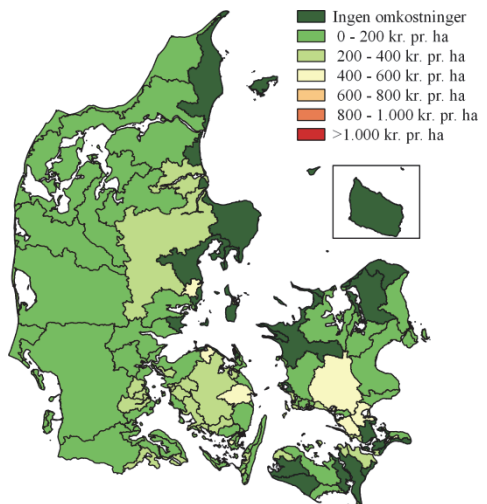 Ingen omkostninger
0 - 200 kr. pr. ha
200 - 400 kr. pr. ha
400 - 600 kr. pr. ha
600 - 800 kr. pr. ha
800 - 1.000 kr. pr. ha
>1.000 kr. pr. ha